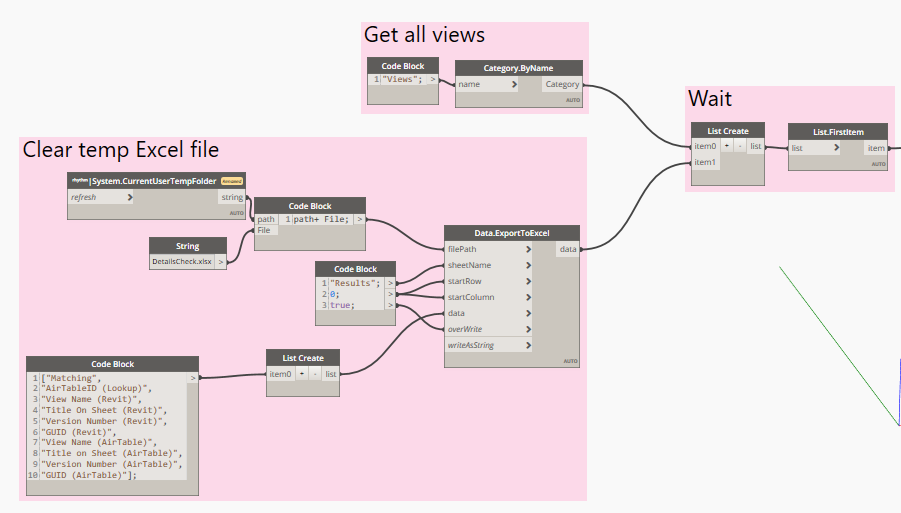 Get all views
Code Block
1 "Views"; >
Category.ByName
name > Category
AUTO
Wait
List Create
item0 + - list
item1
List.FirstItem
list > item
AUTO
Clear temp Excel file
rhythm|System.CurrentUserTempFolder Renamed
refresh > string
AUTO
String
DetailsCheck.xlsx >
Code Block
path 1 path+ File; >
File
Code Block
1 "Results"; >
2 0; >
3 true; >
Data.ExportToExcel
filePath > data
sheetName >
startRow >
startColumn >
data >
overWrite >
writeAsString >
AUTO
List Create
item0 + - list
Code Block
1 ["Matching", >
2 "AirTableID (Lookup)",
3 "View Name (Revit)",
4 "Title On Sheet (Revit)",
5 "Version Number (Revit)",
6 "GUID (Revit)",
7 "View Name (AirTable)",
8 "Title on Sheet (AirTable)",
9 "Version Number (AirTable)",
10 "GUID (AirTable)"];